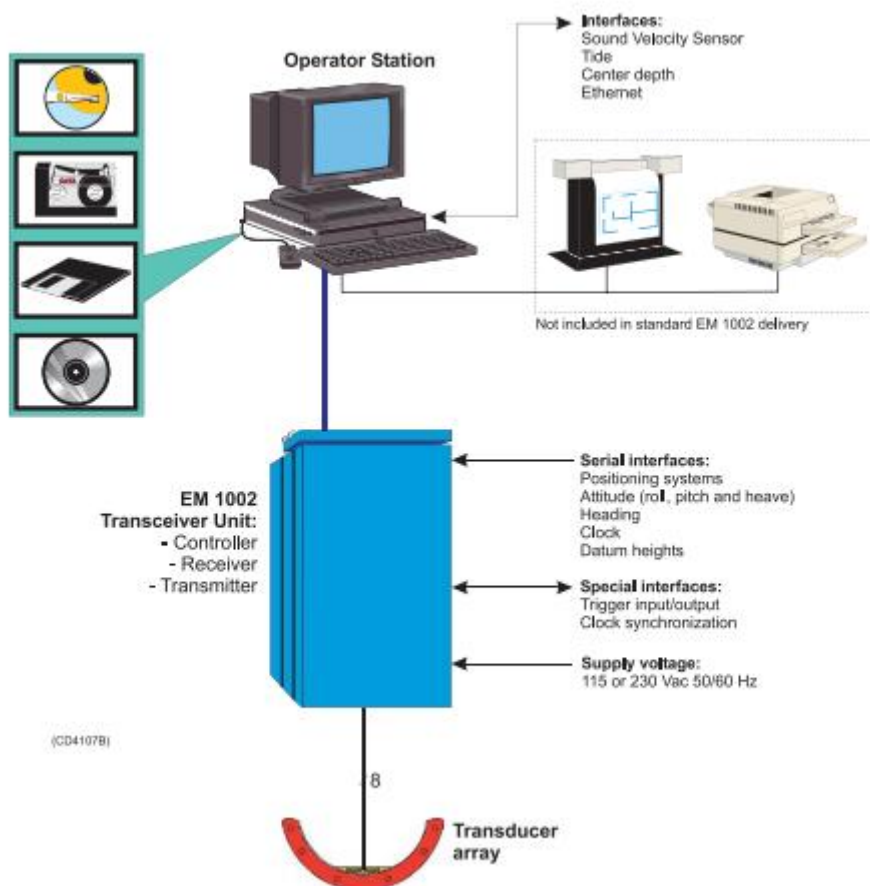 Operator Station
Interfaces:
Sound Velocity Sensor
Tide
Center depth
Ethernet
Not included in standard EM 1002 delivery
EM 1002
Transceiver Unit:
- Controller
- Receiver
- Transmitter
Serial interfaces:
Positioning systems
Attitude (roll, pitch and heave)
Heading
Clock
Datum heights
Special interfaces:
Trigger input/output
Clock synchronization
Supply voltage:
115 or 230 Vac 50/60 Hz
(CD4107B)
8
Transducer
array